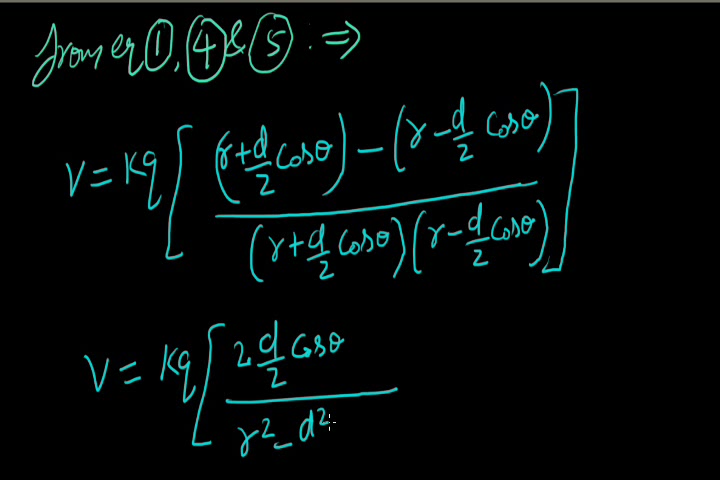 from eq ①, ④ & ⑤ : ⇒
V = Kq [ ((r + d/2 cosθ) - (r - d/2 cosθ)) / ((r + d/2 cosθ)(r - d/2 cosθ)) ]
V = Kq [ (2 d/2 cosθ) / (r² - d²